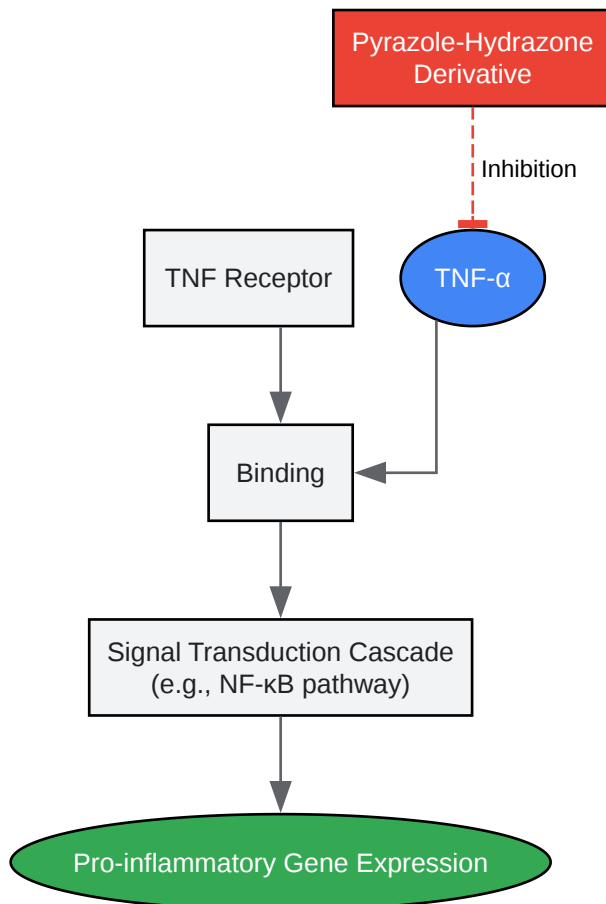 Pyrazole-Hydrazone
Derivative
Inhibition
TNF Receptor
TNF-α
Binding
Signal Transduction Cascade
(e.g., NF-κB pathway)
Pro-inflammatory Gene Expression